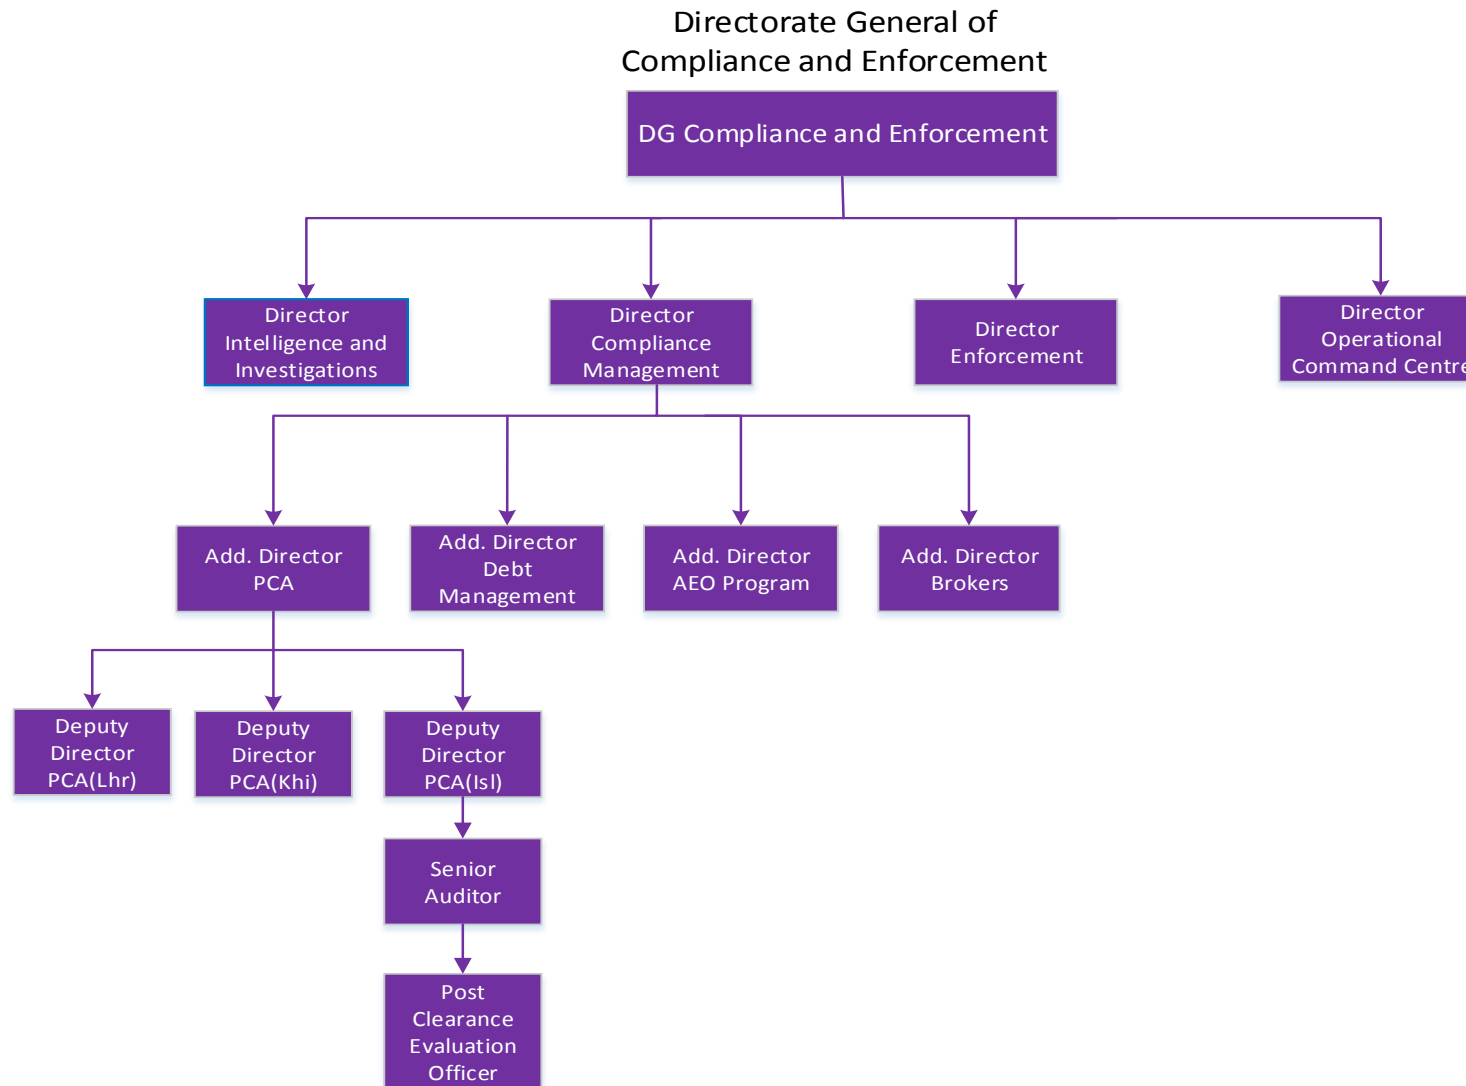 Directorate General of
Compliance and Enforcement
DG Compliance and Enforcement
Director
Intelligence and
Investigations
Director
Compliance
Management
Director
Enforcement
Director
Operational
Command Centre
Add. Director
PCA
Add. Director
Debt
Management
Add. Director
AEO Program
Add. Director
Brokers
Deputy
Director
PCA(Lhr)
Deputy
Director
PCA(Khi)
Deputy
Director
PCA(Isl)
Senior
Auditor
Post
Clearance
Evaluation
Officer